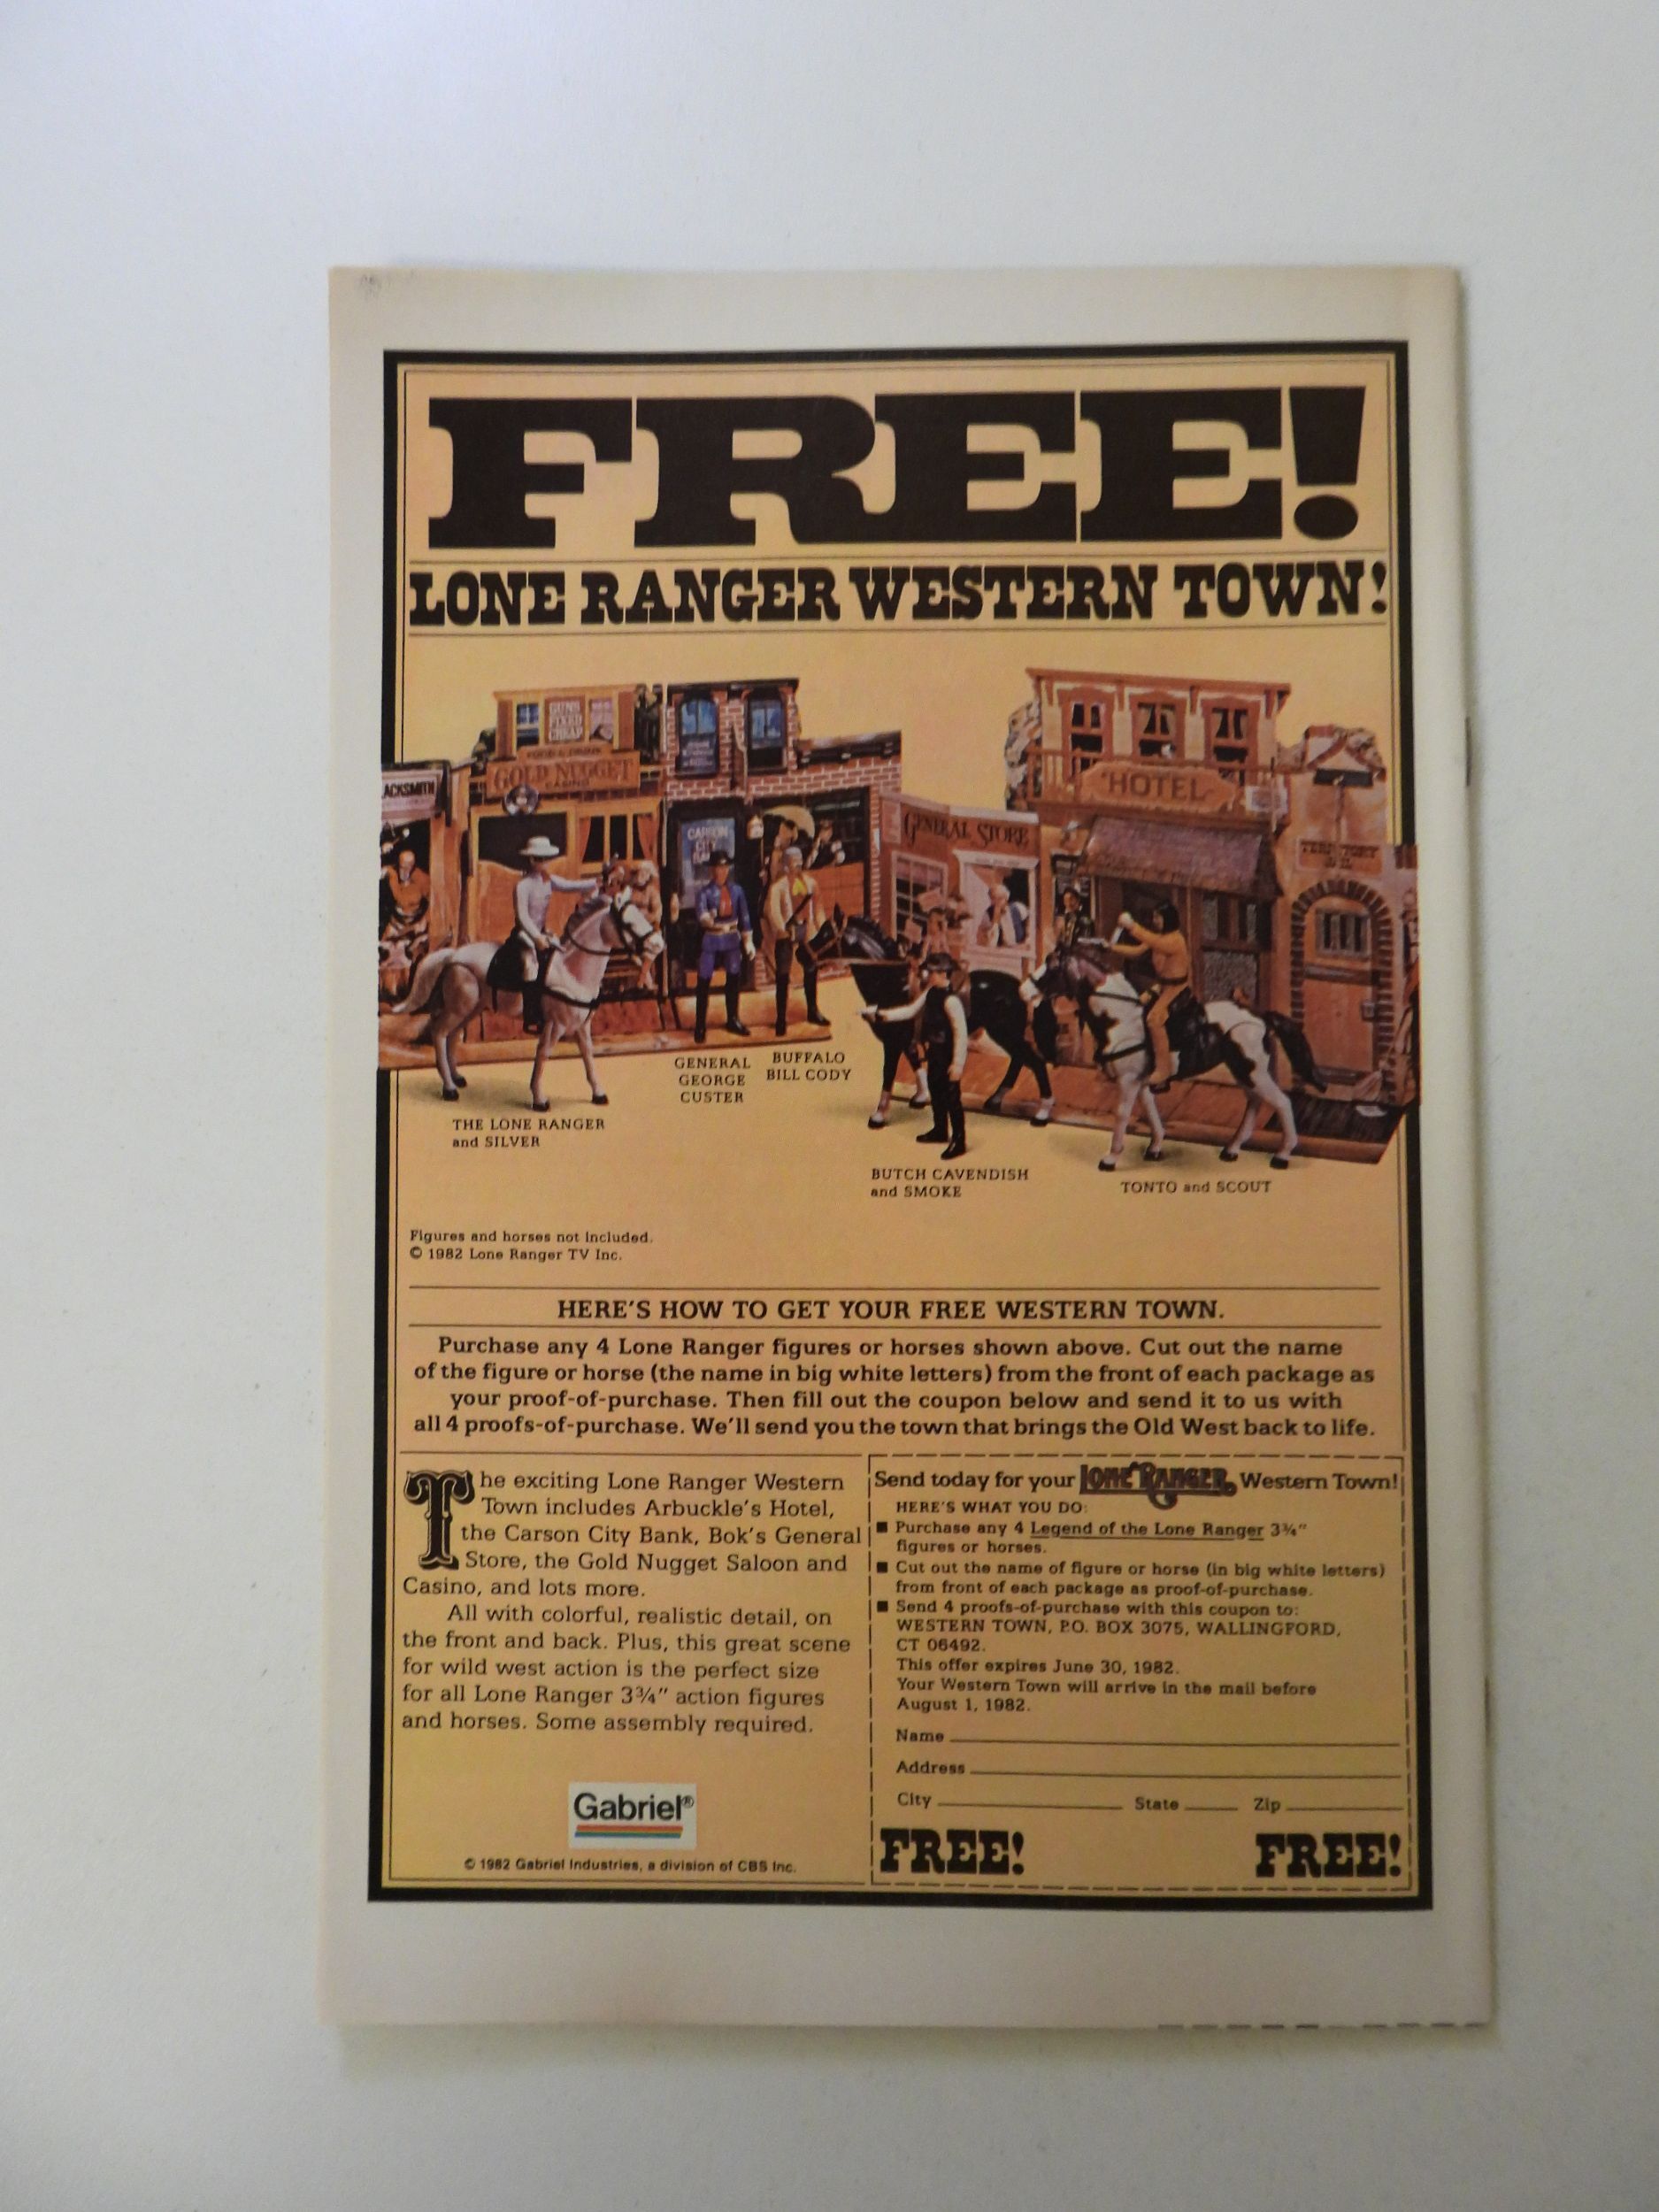 FREE!
LONE RANGER WESTERN TOWN!
GUNS
FIXED
CHEAP
FOOD & DRINK
GOLD NUGGET
CASINO
ACKSMITH
CARSON
CITY
GENERAL STORE
HOTEL
GENERAL
GEORGE
CUSTER
BUFFALO
BILL CODY
THE LONE RANGER
and SILVER
BUTCH CAVENDISH
and SMOKE
TONTO and SCOUT
Figures and horses not included.
© 1982 Lone Ranger TV Inc.
HERE'S HOW TO GET YOUR FREE WESTERN TOWN.
Purchase any 4 Lone Ranger figures or horses shown above. Cut out the name
of the figure or horse (the name in big white letters) from the front of each package as
your proof-of-purchase. Then fill out the coupon below and send it to us with
all 4 proofs-of-purchase. We'll send you the town that brings the Old West back to life.
The exciting Lone Ranger Western
Town includes Arbuckle's Hotel,
the Carson City Bank, Bok's General
Store, the Gold Nugget Saloon and
Casino, and lots more.
All with colorful, realistic detail, on
the front and back. Plus, this great scene
for wild west action is the perfect size
for all Lone Ranger 3¾" action figures
and horses. Some assembly required.
Gabriel®
© 1982 Gabriel Industries, a division of CBS Inc.
Send today for your LONE RANGER Western Town!
HERE'S WHAT YOU DO:
■ Purchase any 4 Legend of the Lone Ranger 3¾"
figures or horses.
■ Cut out the name of figure or horse (in big white letters)
from front of each package as proof-of-purchase.
■ Send 4 proofs-of-purchase with this coupon to:
WESTERN TOWN, P.O. BOX 3075, WALLINGFORD,
CT 06492.
This offer expires June 30, 1982.
Your Western Town will arrive in the mail before
August 1, 1982.
Name
Address
City State Zip
FREE! FREE!